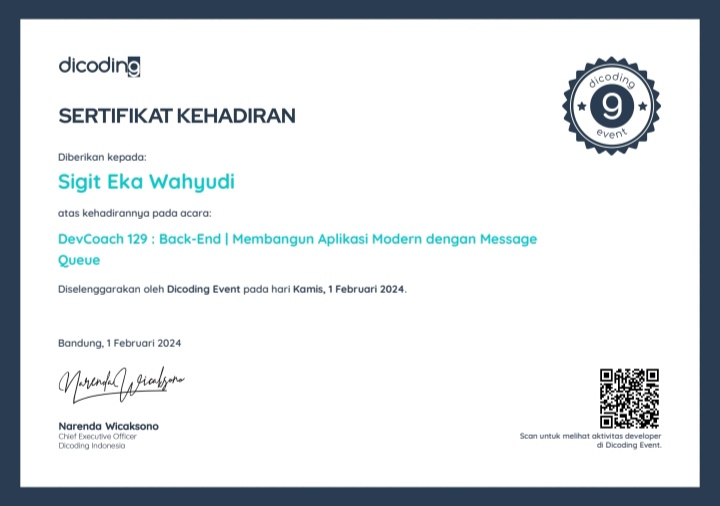 dicoding
SERTIFIKAT KEHADIRAN
dicoding
9
event
Diberikan kepada:
Sigit Eka Wahyudi
atas kehadirannya pada acara:
DevCoach 129 : Back-End | Membangun Aplikasi Modern dengan Message
Queue
Diselenggarakan oleh Dicoding Event pada hari Kamis, 1 Februari 2024.
Bandung, 1 Februari 2024
Narenda Wicaksono
Narenda Wicaksono
Chief Executive Officer
Dicoding Indonesia
Scan untuk melihat aktivitas developer
di Dicoding Event.